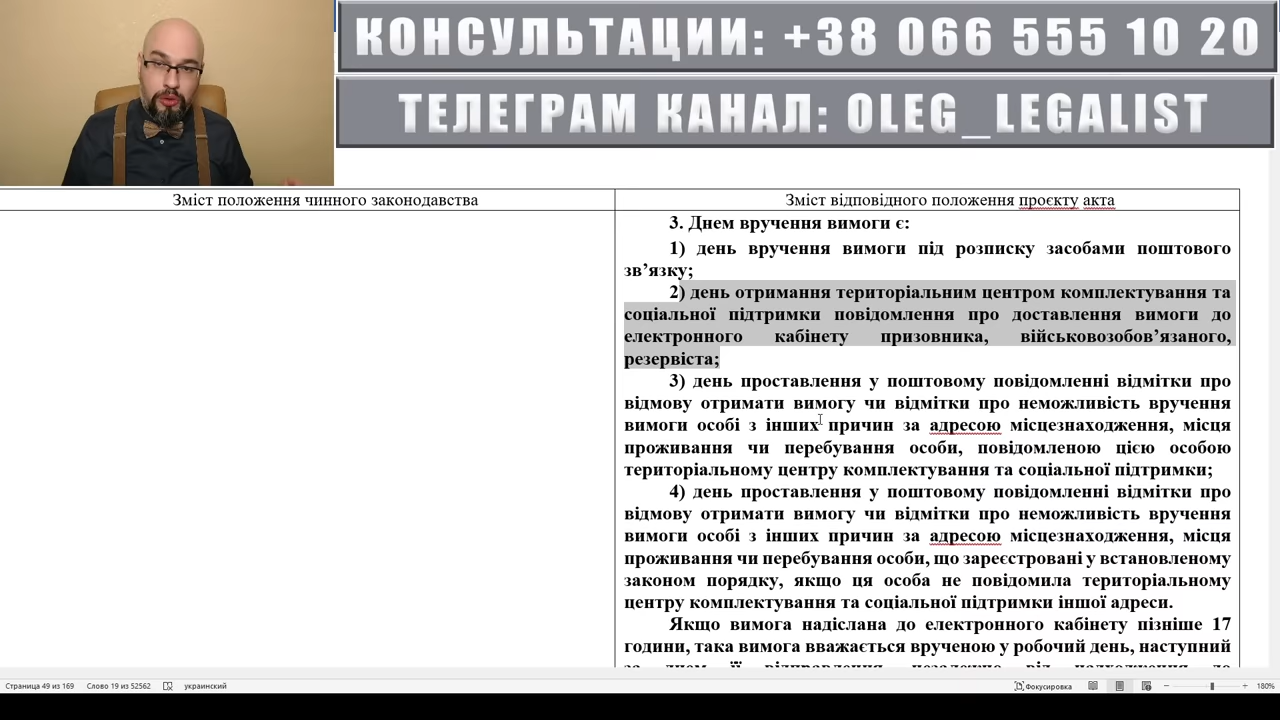 КОНСУЛЬТАЦИИ: +38 066 555 10 20
ТЕЛЕГРАМ КАНАЛ: OLEG_LEGALIST
Зміст положення чинного законодавства
Зміст відповідного положення проєкту акта
3. Днем вручення вимоги є:
1) день вручення вимоги під розписку засобами поштового
зв’язку;
2) день отримання територіальним центром комплектування та
соціальної підтримки повідомлення про доставлення вимоги до
електронного кабінету призовника, військовозобов’язаного,
резервіста;
3) день проставлення у поштовому повідомленні відмітки про
відмову отримати вимогу чи відмітки про неможливість вручення
вимоги особі з інших причин за адресою місцезнаходження, місця
проживання чи перебування особи, повідомленою цією особою
територіальному центру комплектування та соціальної підтримки;
4) день проставлення у поштовому повідомленні відмітки про
відмову отримати вимогу чи відмітки про неможливість вручення
вимоги особі з інших причин за адресою місцезнаходження, місця
проживання чи перебування особи, що зареєстровані у встановленому
законом порядку, якщо ця особа не повідомила територіальному
центру комплектування та соціальної підтримки іншої адреси.
Якщо вимога надіслана до електронного кабінету пізніше 17
години, така вимога вважається врученою у робочий день, наступний
Страница 49 из 169 Слово 19 из 52562 украинский Фокусировка 180%